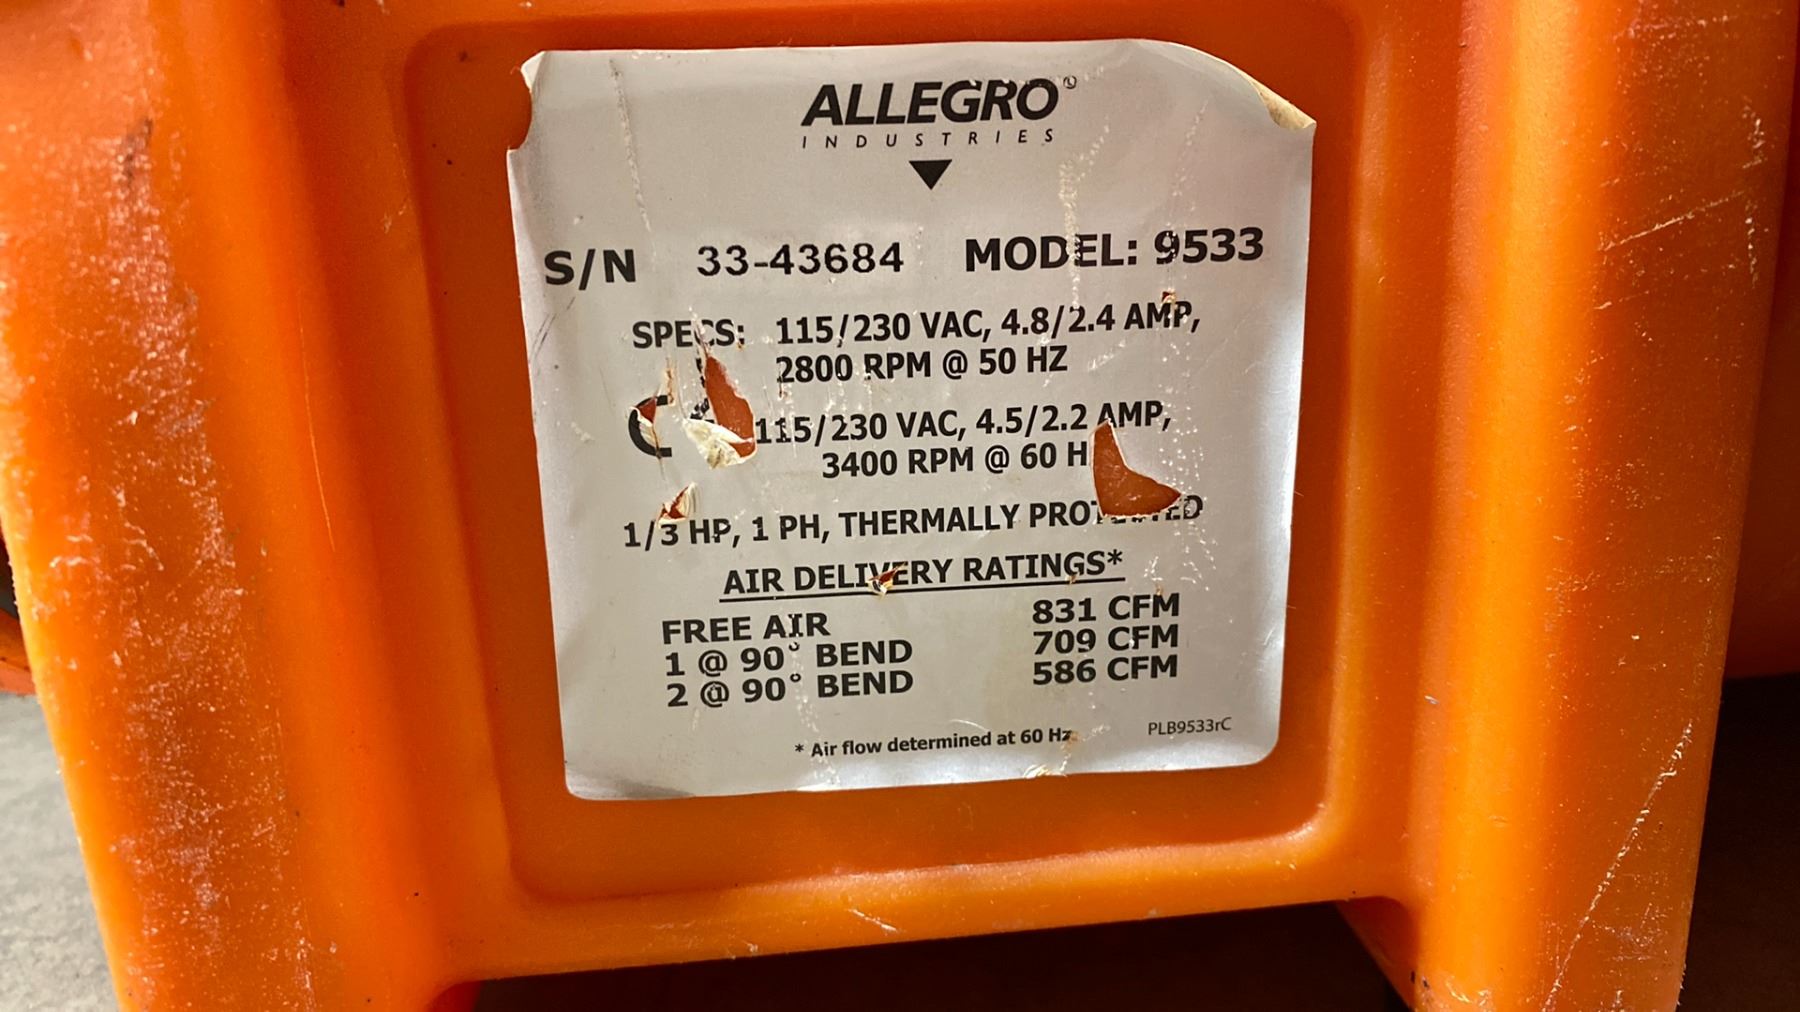 ALLEGRO®
INDUSTRIES
S/N 33-43684 MODEL: 9533
SPECS: 115/230 VAC, 4.8/2.4 AMP,
2800 RPM @ 50 HZ
115/230 VAC, 4.5/2.2 AMP,
3400 RPM @ 60 H
1/3 HP, 1 PH, THERMALLY PROTECTED
AIR DELIVERY RATINGS*
FREE AIR 831 CFM
1 @ 90° BEND 709 CFM
2 @ 90° BEND 586 CFM
* Air flow determined at 60 Hz
PLB9533rC